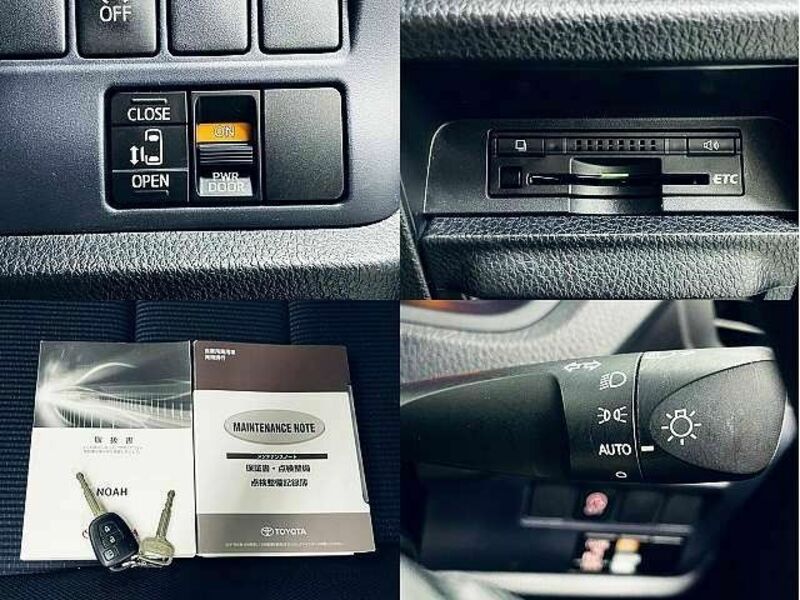 OFF
CLOSE
ON
OPEN
PWR
DOOR
ETC
取扱書
NOAH
MAINTENANCE NOTE
メンテナンスノート
保証書・点検整備
点検整備記録簿
TOYOTA
AUTO